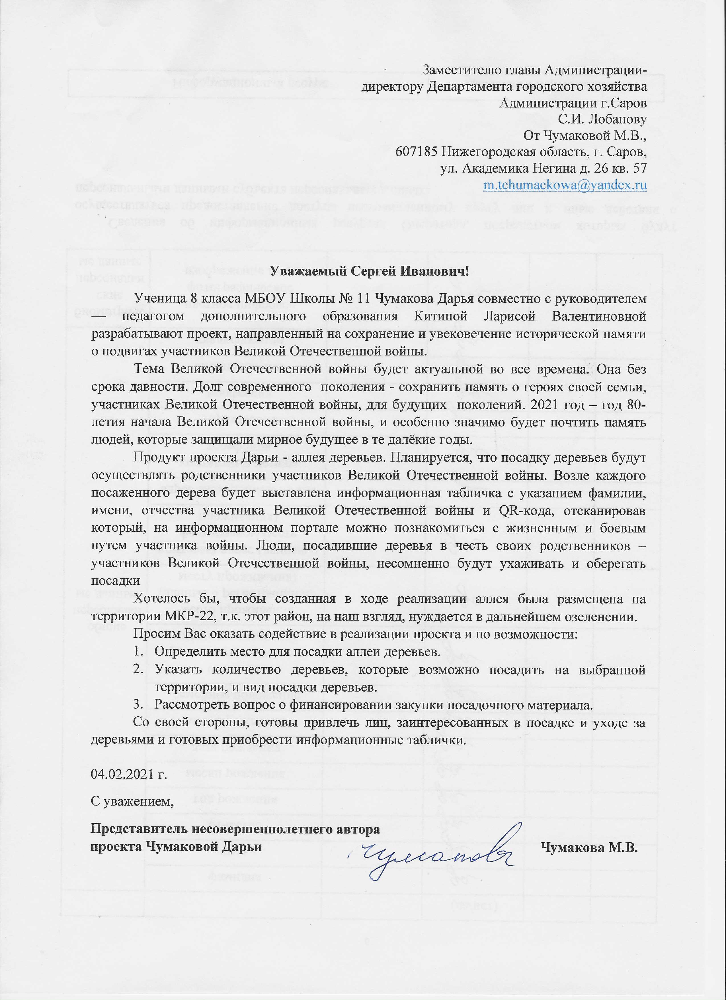 Заместителю главы Администрации-
директору Департамента городского хозяйства
Администрации г.Саров
С.И. Лобанову
От Чумаковой М.В.,
607185 Нижегородская область, г. Саров,
ул. Академика Негина д. 26 кв. 57
m.tchumackowa@yandex.ru
Уважаемый Сергей Иванович!
Ученица 8 класса МБОУ Школы № 11 Чумакова Дарья совместно с руководителем
— педагогом дополнительного образования Китиной Ларисой Валентиновной
разрабатывают проект, направленный на сохранение и увековечение исторической памяти
о подвигах участников Великой Отечественной войны.
Тема Великой Отечественной войны будет актуальной во все времена. Она без
срока давности. Долг современного поколения - сохранить память о героях своей семьи,
участниках Великой Отечественной войны, для будущих поколений. 2021 год – год 80-
летия начала Великой Отечественной войны, и особенно значимо будет почтить память
людей, которые защищали мирное будущее в те далёкие годы.
Продукт проекта Дарьи - аллея деревьев. Планируется, что посадку деревьев будут
осуществлять родственники участников Великой Отечественной войны. Возле каждого
посаженного дерева будет выставлена информационная табличка с указанием фамилии,
имени, отчества участника Великой Отечественной войны и QR-кода, отсканировав
который, на информационном портале можно познакомиться с жизненным и боевым
путем участника войны. Люди, посадившие деревья в честь своих родственников –
участников Великой Отечественной войны, несомненно будут ухаживать и оберегать
посадки
Хотелось бы, чтобы созданная в ходе реализации аллея была размещена на
территории МКР-22, т.к. этот район, на наш взгляд, нуждается в дальнейшем озеленении.
Просим Вас оказать содействие в реализации проекта и по возможности:
1. Определить место для посадки аллеи деревьев.
2. Указать количество деревьев, которые возможно посадить на выбранной
территории, и вид посадки деревьев.
3. Рассмотреть вопрос о финансировании закупки посадочного материала.
Со своей стороны, готовы привлечь лиц, заинтересованных в посадке и уходе за
деревьями и готовых приобрести информационные таблички.
04.02.2021 г.
С уважением,
Представитель несовершеннолетнего автора
проекта Чумаковой Дарьи Чумакова Чумакова М.В.